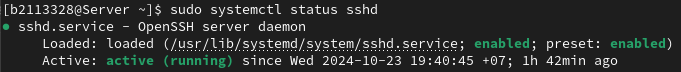 [b2113328@Server ~]$ sudo systemctl status sshd
● sshd.service - OpenSSH server daemon
Loaded: loaded (/usr/lib/systemd/system/sshd.service; enabled; preset: enabled)
Active: active (running) since Wed 2024-10-23 19:40:45 +07; 1h 42min ago